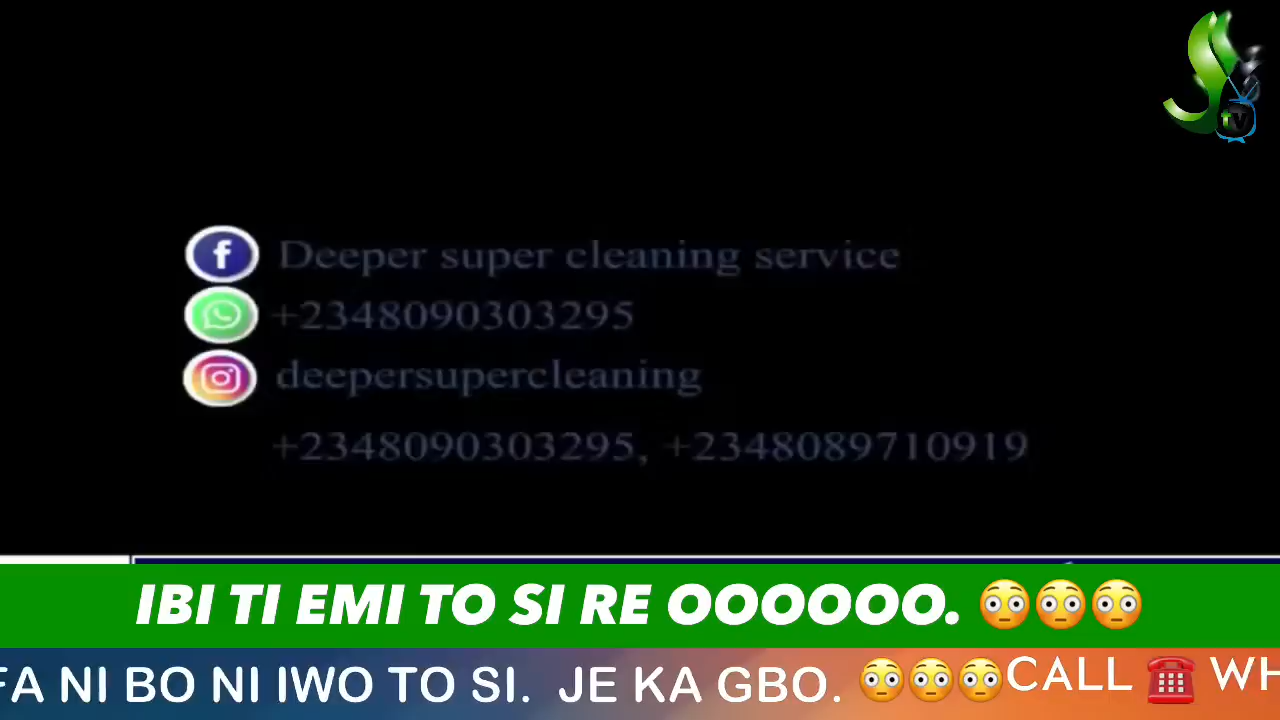 tv
Deeper super cleaning service
+2348090303295
deepersupercleaning
+2348090303295, +2348089710919
IBI TI EMI TO SI RE OOOOOO. 😳😳😳
FA NI BO NI IWO TO SI. JE KA GBO. 😳😳😳CALL ☎️ WH